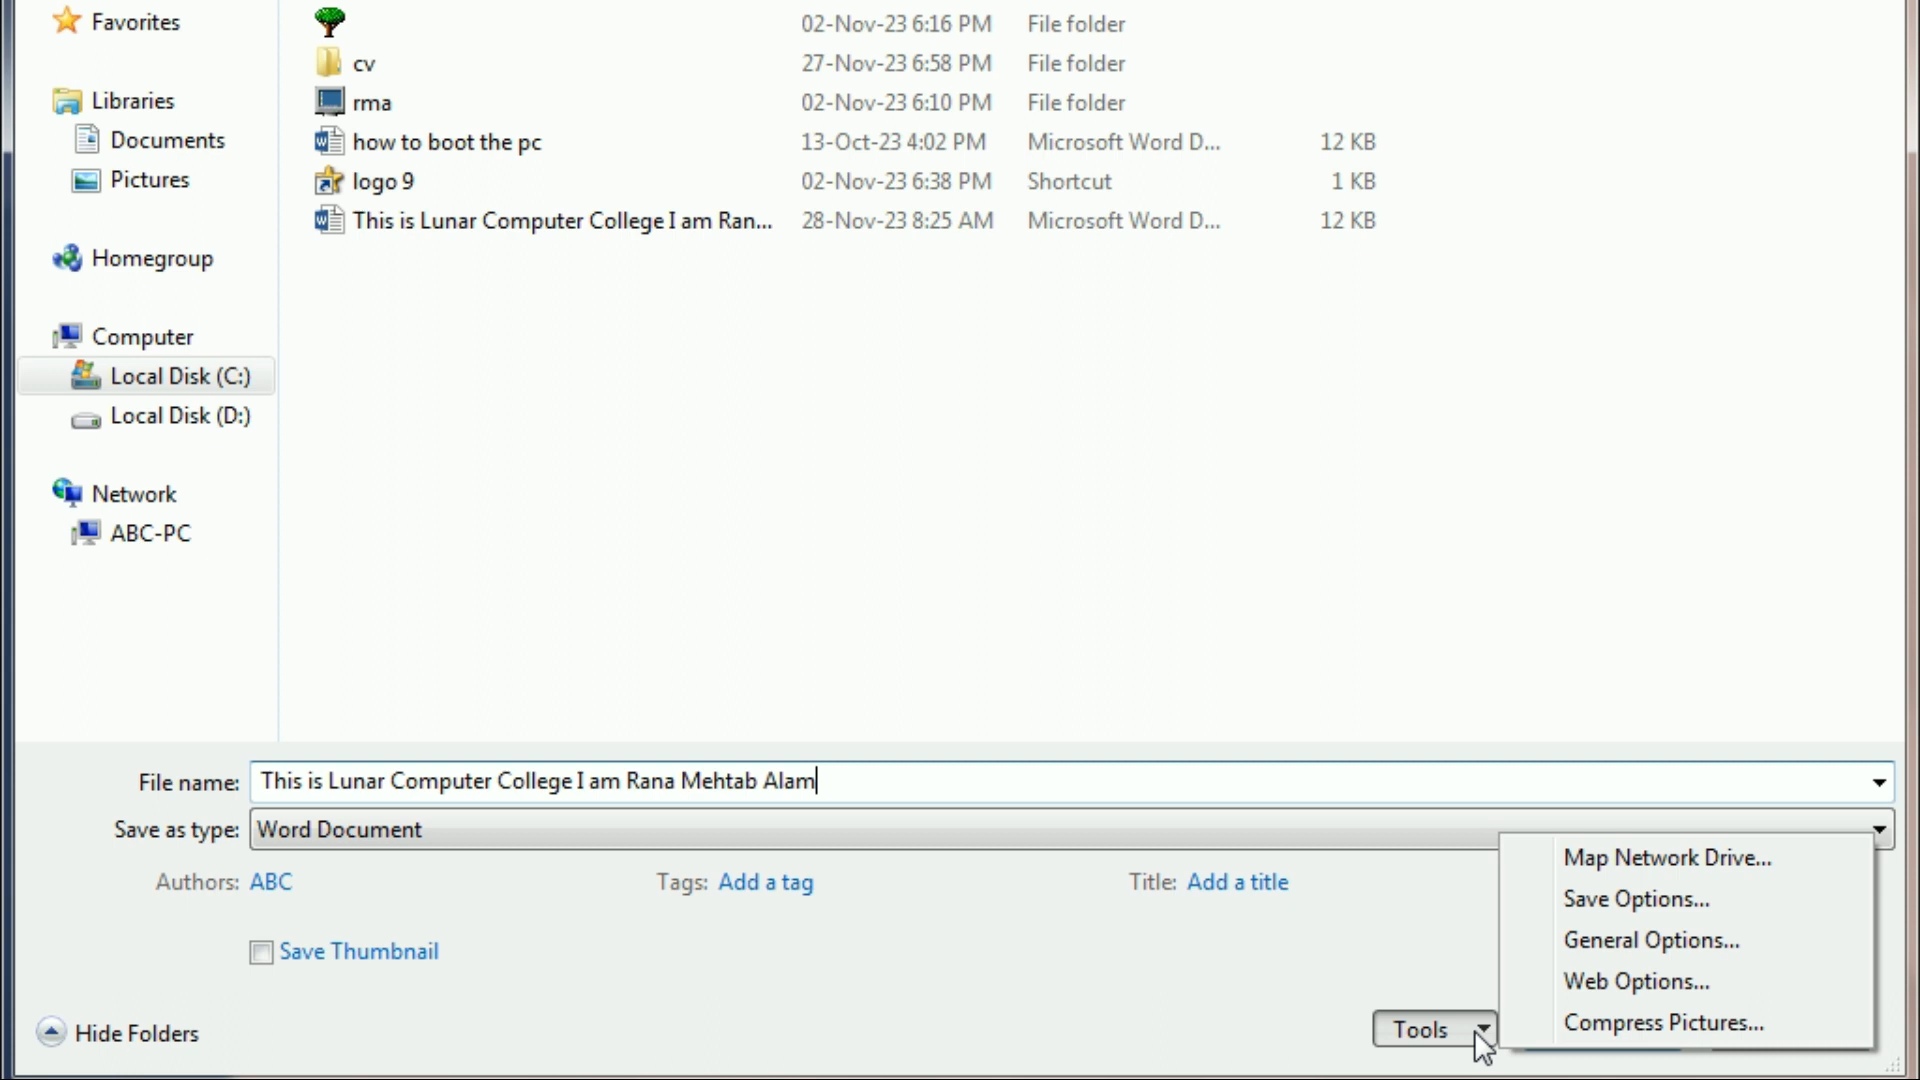 Favorites
02-Nov-23 6:16 PM File folder
cv 27-Nov-23 6:58 PM File folder
Libraries
rma 02-Nov-23 6:10 PM File folder
Documents
how to boot the pc 13-Oct-23 4:02 PM Microsoft Word D... 12 KB
Pictures
logo 9 02-Nov-23 6:38 PM Shortcut 1 KB
This is Lunar Computer College I am Ran... 28-Nov-23 8:25 AM Microsoft Word D... 12 KB
Homegroup
Computer
Local Disk (C:)
Local Disk (D:)
Network
ABC-PC
File name: This is Lunar Computer College I am Rana Mehtab Alam
Save as type: Word Document
Authors: ABC Tags: Add a tag Title: Add a title
Save Thumbnail
Hide Folders
Tools
Map Network Drive...
Save Options...
General Options...
Web Options...
Compress Pictures...